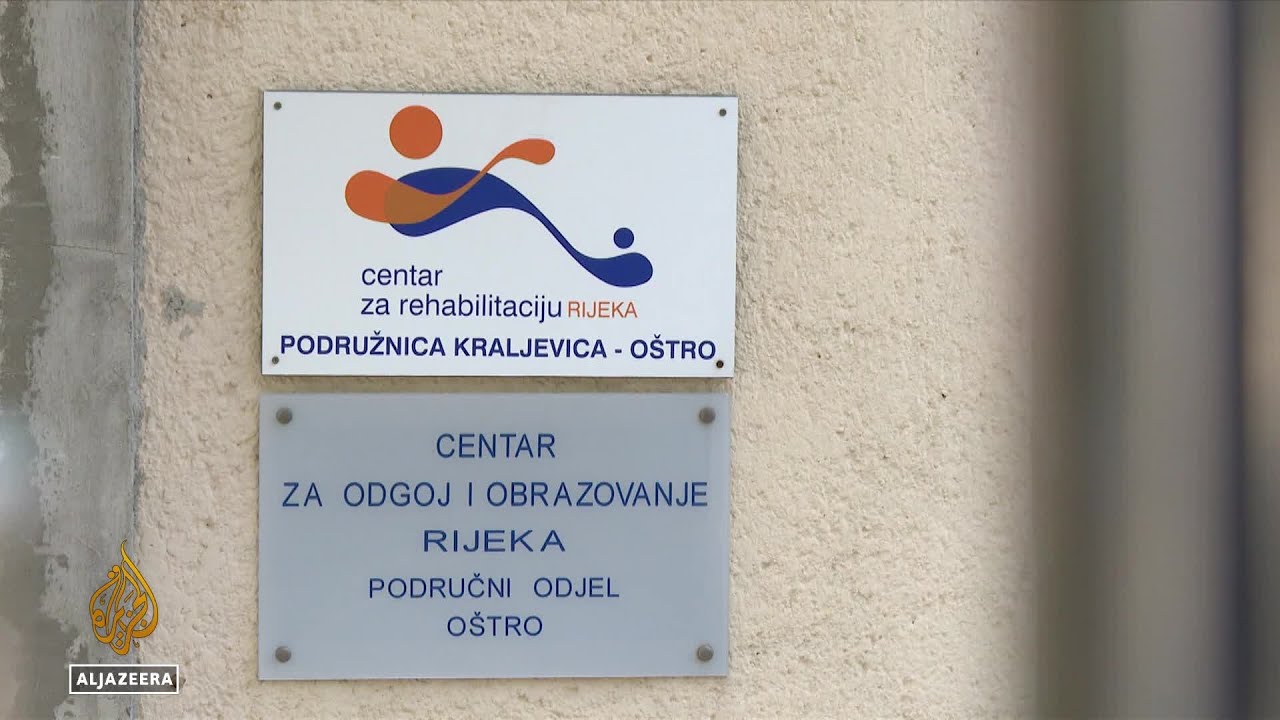 centar
za rehabilitaciju RIJEKA
PODRUŽNICA KRALJEVICA - OŠTRO
CENTAR
ZA ODGOJ I OBRAZOVANJE
RIJEKA
PODRUČNI ODJEL
OŠTRO
ALJAZEERA